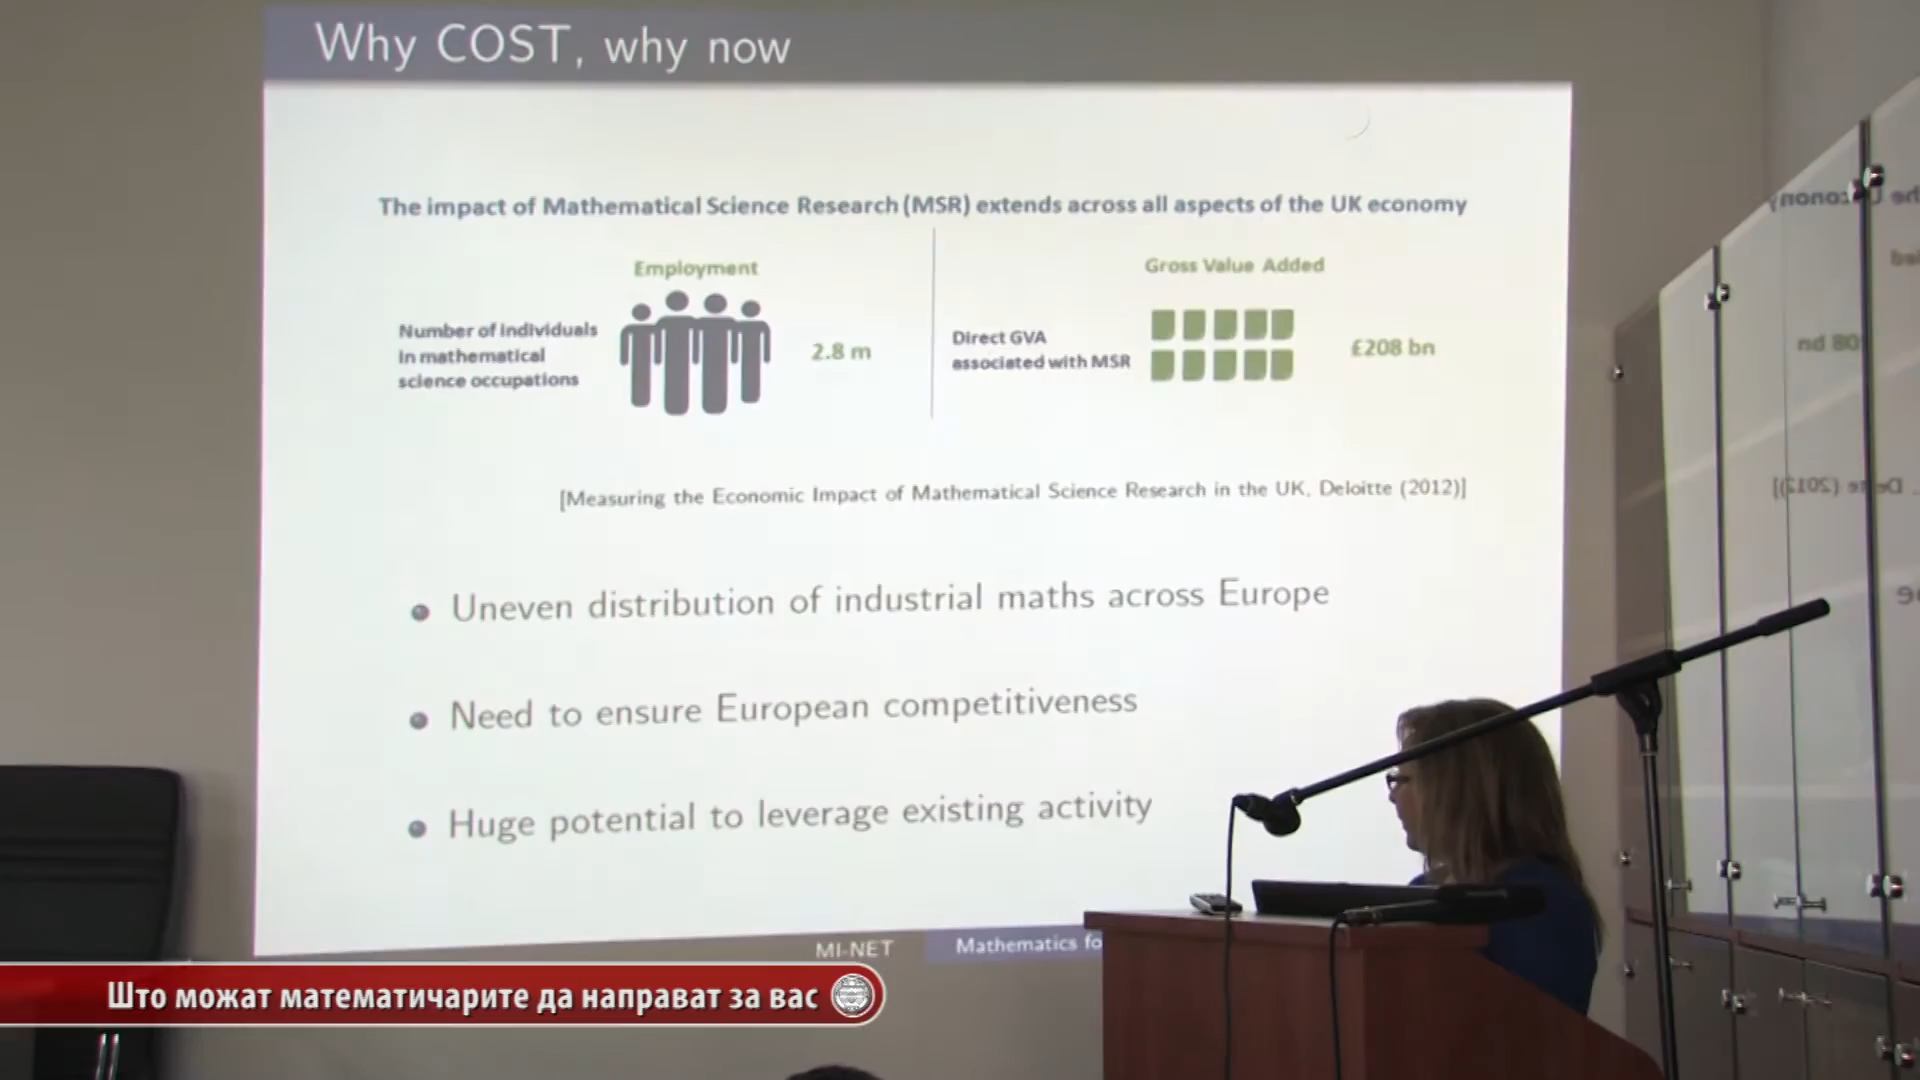 Why COST, why now
The impact of Mathematical Science Research (MSR) extends across all aspects of the UK economy
Employment
Number of individuals
in mathematical
science occupations
2.8 m
Gross Value Added
Direct GVA
associated with MSR
£208 bn
[Measuring the Economic Impact of Mathematical Science Research in the UK, Deloitte (2012)]
Uneven distribution of industrial maths across Europe
Need to ensure European competitiveness
Huge potential to leverage existing activity
MI-NET
Mathematics fo
Што можат математичарите да направат за вас